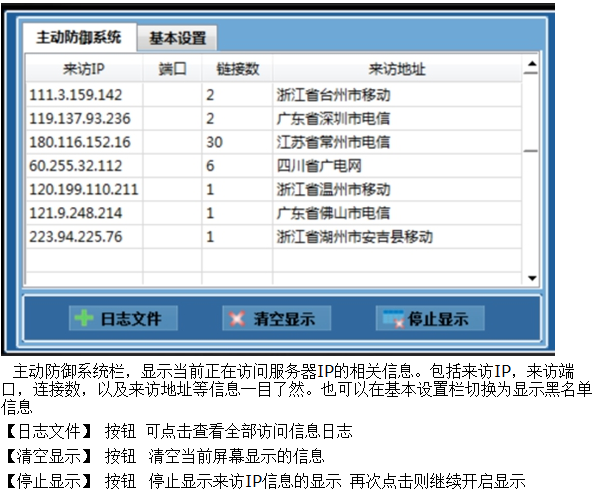 主动防御系统 基本设置
来访IP 端口 链接数 来访地址
111.3.159.142 2 浙江省台州市移动
119.137.93.236 2 广东省深圳市电信
180.116.152.16 30 江苏省常州市电信
60.255.32.112 6 四川省广电网
120.199.110.211 1 浙江省温州市移动
121.9.248.214 1 广东省佛山市电信
223.94.225.76 1 浙江省湖州市安吉县移动
日志文件 清空显示 停止显示
主动防御系统栏，显示当前正在访问服务器IP的相关信息。包括来访IP，来访端
口，连接数，以及来访地址等信息一目了然。也可以在基本设置栏切换为显示黑名单
信息
【日志文件】 按钮 可点击查看全部访问信息日志
【清空显示】 按钮 清空当前屏幕显示的信息
【停止显示】 按钮 停止显示来访IP信息的显示 再次点击则继续开启显示